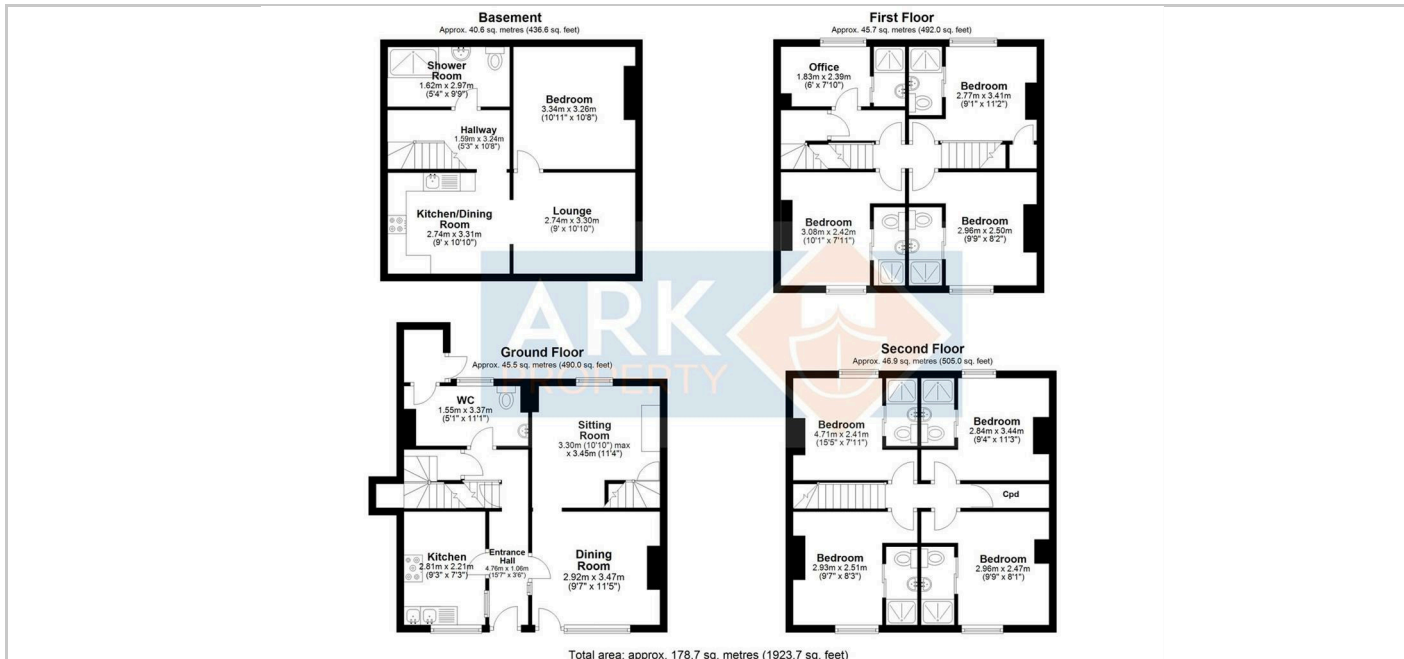 Basement
Approx. 40.6 sq. metres (436.6 sq. feet)
Shower
Room
1.62m x 2.97m
(5'4" x 9'9")
Bedroom
3.34m x 3.26m
(10'11" x 10'8")
Hallway
1.59m x 3.24m
(5'3" x 10'8")
Kitchen/Dining
Room
2.74m x 3.31m
(9' x 10'10")
Lounge
2.74m x 3.30m
(9' x 10'10")
First Floor
Approx. 45.7 sq. metres (492.0 sq. feet)
Office
1.83m x 2.39m
(6' x 7'10")
Bedroom
2.77m x 3.41m
(9'1" x 11'2")
Bedroom
3.08m x 2.42m
(10'1" x 7'11")
Bedroom
2.96m x 2.50m
(9'9" x 8'2")
ARK
PROPERTY
Ground Floor
Approx. 45.5 sq. metres (490.0 sq. feet)
WC
1.55m x 3.37m
(5'1" x 11'1")
Sitting
Room
3.30m (10'10") max
x 3.45m (11'4")
Kitchen
2.81m x 2.21m
(9'3" x 7'3")
Entrance
Hall
4.76m x 1.06m
(15'7" x 3'6")
Dining
Room
2.92m x 3.47m
(9'7" x 11'5")
Second Floor
Approx. 46.9 sq. metres (505.0 sq. feet)
Bedroom
4.71m x 2.41m
(15'5" x 7'11")
Bedroom
2.84m x 3.44m
(9'4" x 11'3")
Cpd
Bedroom
2.93m x 2.51m
(9'7" x 8'3")
Bedroom
2.96m x 2.47m
(9'9" x 8'1")
Total area: approx. 178.7 sq. metres (1923.7 sq. feet)